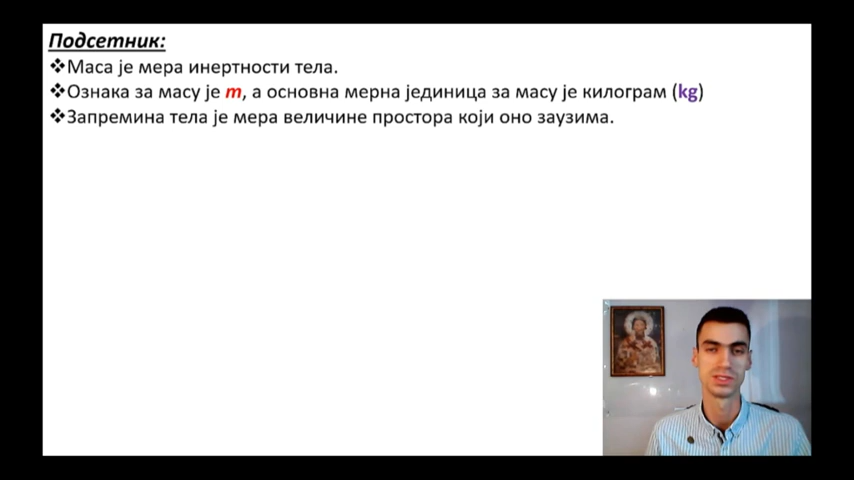 Подсетник:
❖Маса је мера инертности тела.
❖Ознака за масу је m, а основна мерна јединица за масу је килограм (kg)
❖Запремина тела је мера величине простора који оно заузима.